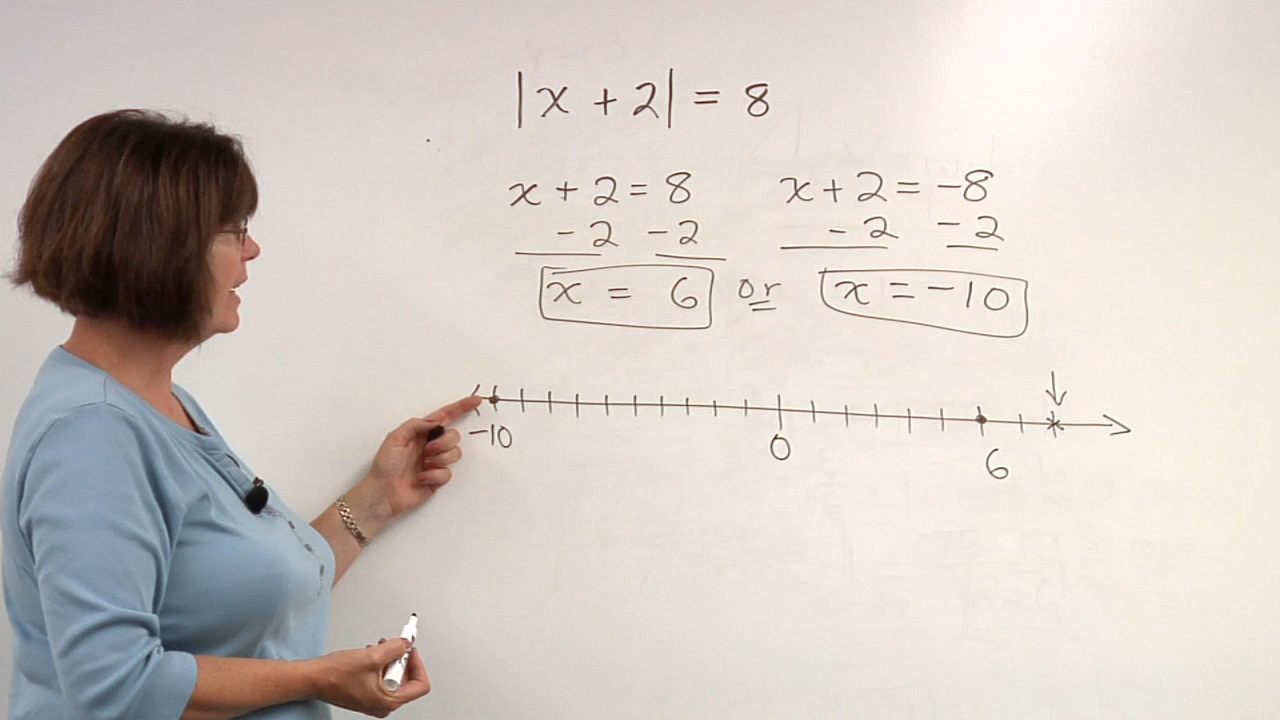 |x + 2| = 8
x + 2 = 8 x + 2 = -8
- 2 - 2 - 2 - 2
x = 6 or x = -10
-10 0 6